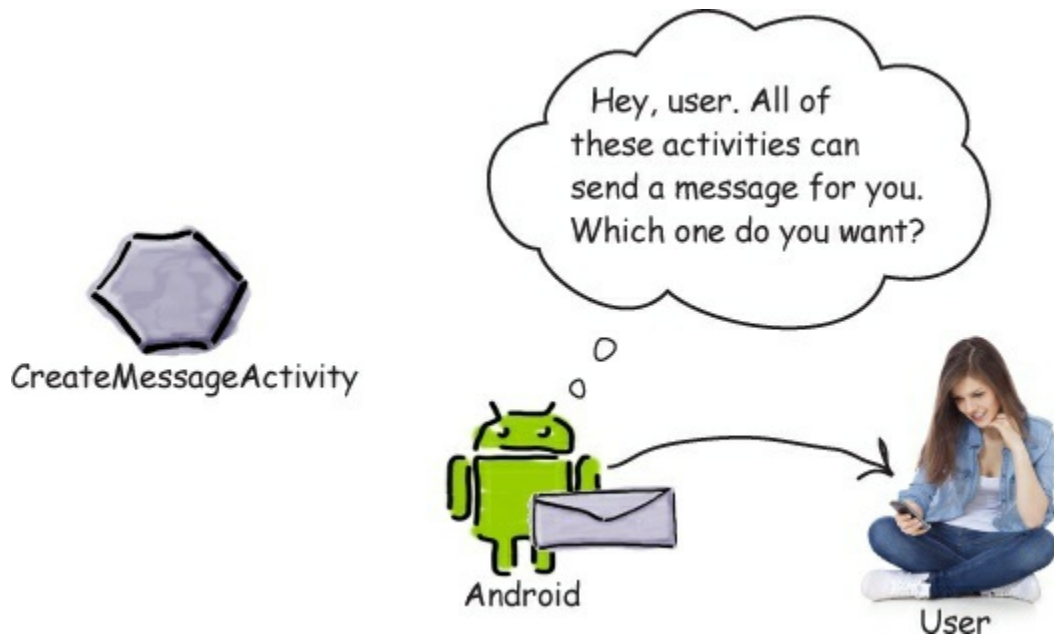 Hey, user. All of
these activities can
send a message for you.
Which one do you want?
CreateMessageActivity
Android
User